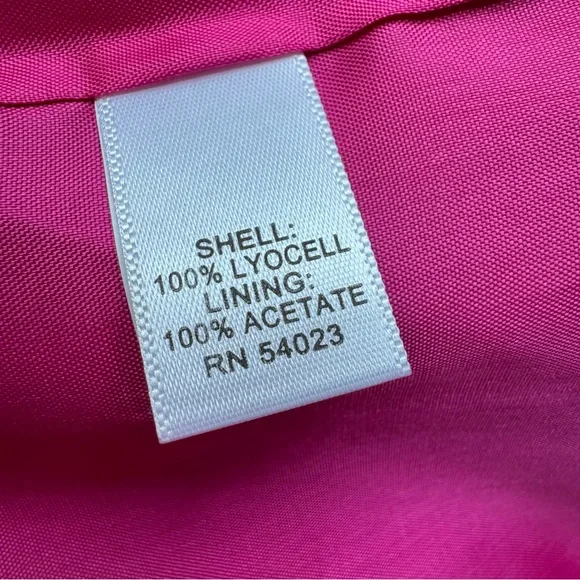 SHELL:
100% LYOCELL
LINING:
100% ACETATE
RN 54023